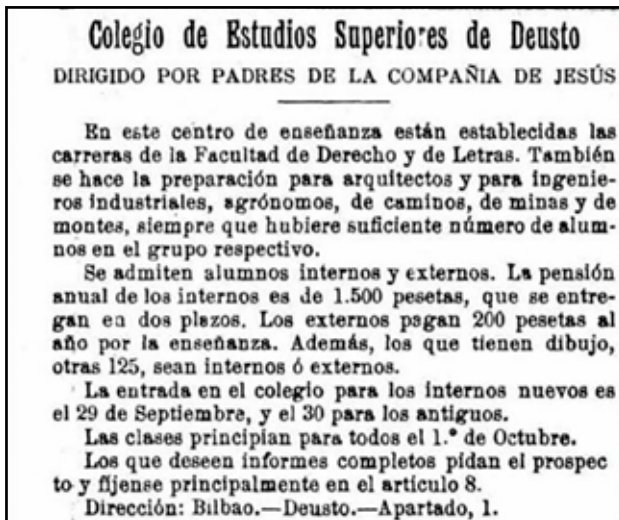 Colegio de Estudios Superiores de Deusto
DIRIGIDO POR PADRES DE LA COMPAÑIA DE JESÚS
En este centro de enseñanza están establecidas las
carreras de la Facultad de Derecho y de Letras. También
se hace la preparación para arquitectos y para ingenie-
ros industriales, agrónomos, de caminos, de minas y de
montes, siempre que hubiere suficiente número de alum-
nos en el grupo respectivo.
Se admiten alumnos internos y externos. La pensión
anual de los internos es de 1.500 pesetas, que se entre-
gan en dos plazos. Los externos pagan 200 pesetas al
año por la enseñanza. Además, los que tienen dibujo,
otras 125, sean internos ó externos.
La entrada en el colegio para los internos nuevos es
el 29 de Septiembre, y el 30 para los antiguos.
Las clases principian para todos el 1.º de Octubre.
Los que deseen informes completos pidan el prospec
to y fíjense principalmente en el articulo 8.
Dirección: Bilbao.—Deusto.—Apartado, 1.